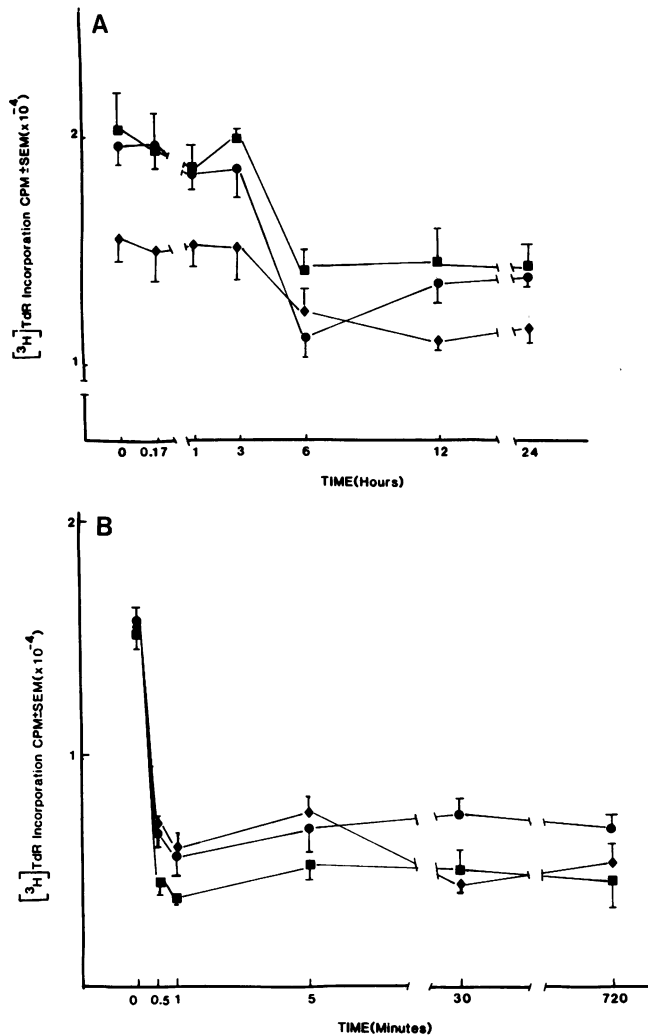 A
[³H]TdR Incorporation CPM ±SEM(x10⁻⁴)
2
1
0 0.17 1 3 6 12 24
TIME(Hours)
B
[³H]TdR Incorporation CPM±SEM(x10⁻⁴)
2
1
0 0.5 1 5 30 720
TIME(Minutes)